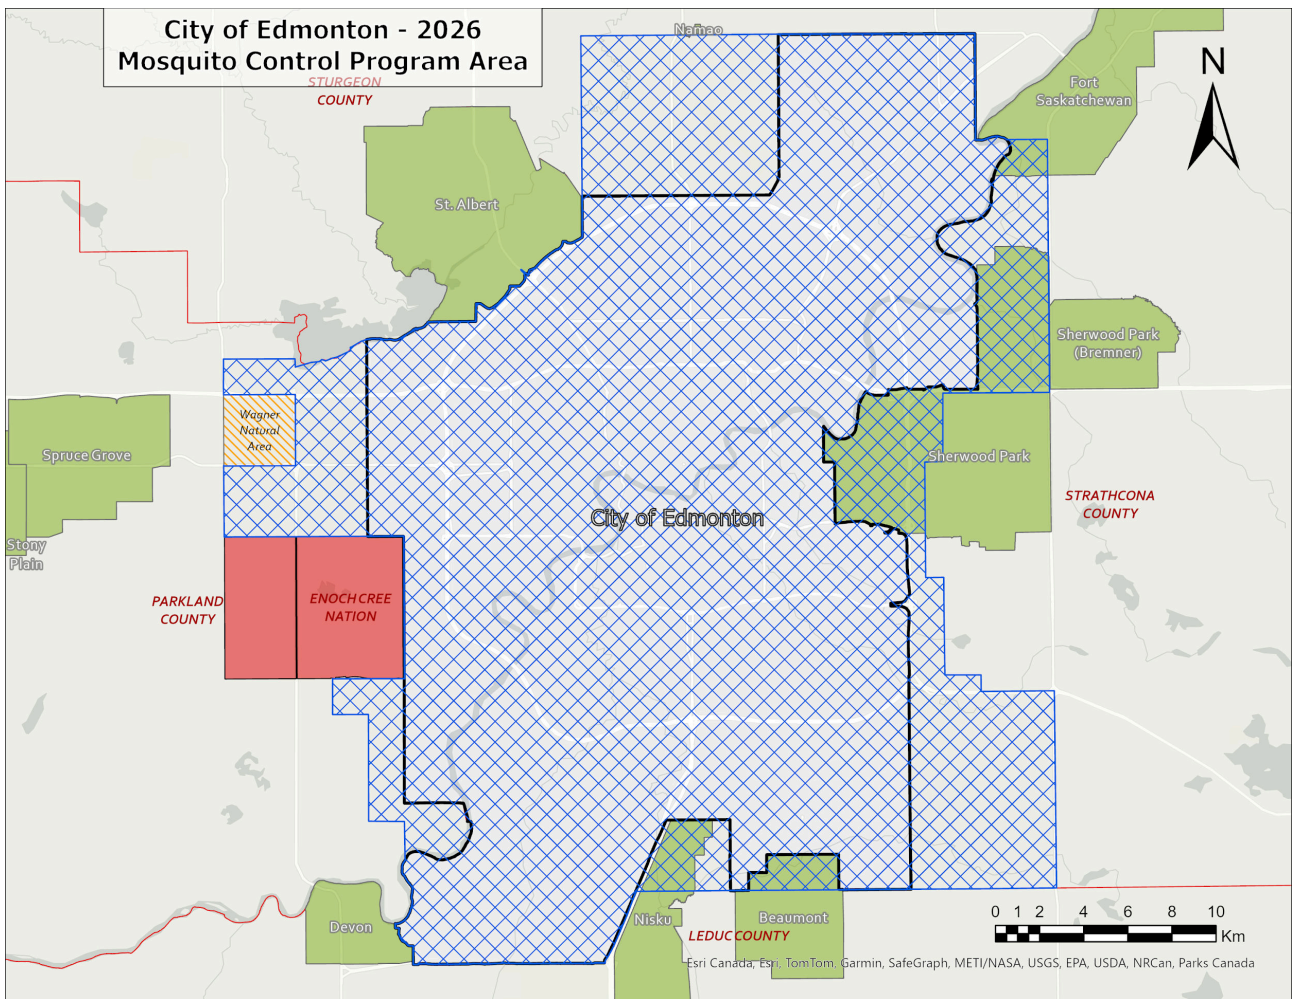 City of Edmonton - 2026
Mosquito Control Program Area
Namao
STURGEON
COUNTY
N
Fort
Saskatchewan
St. Albert
Sherwood Park
(Bremner)
Wagner
Natural
Area
Spruce Grove
Sherwood Park
STRATHCONA
COUNTY
City of Edmonton
Stony
Plain
PARKLAND
COUNTY
ENOCH CREE
NATION
Devon
Nisku
Beaumont
LEDUC COUNTY
0 1 2 4 6 8 10
Km
Esri Canada, Esri, TomTom, Garmin, SafeGraph, METI/NASA, USGS, EPA, USDA, NRCan, Parks Canada